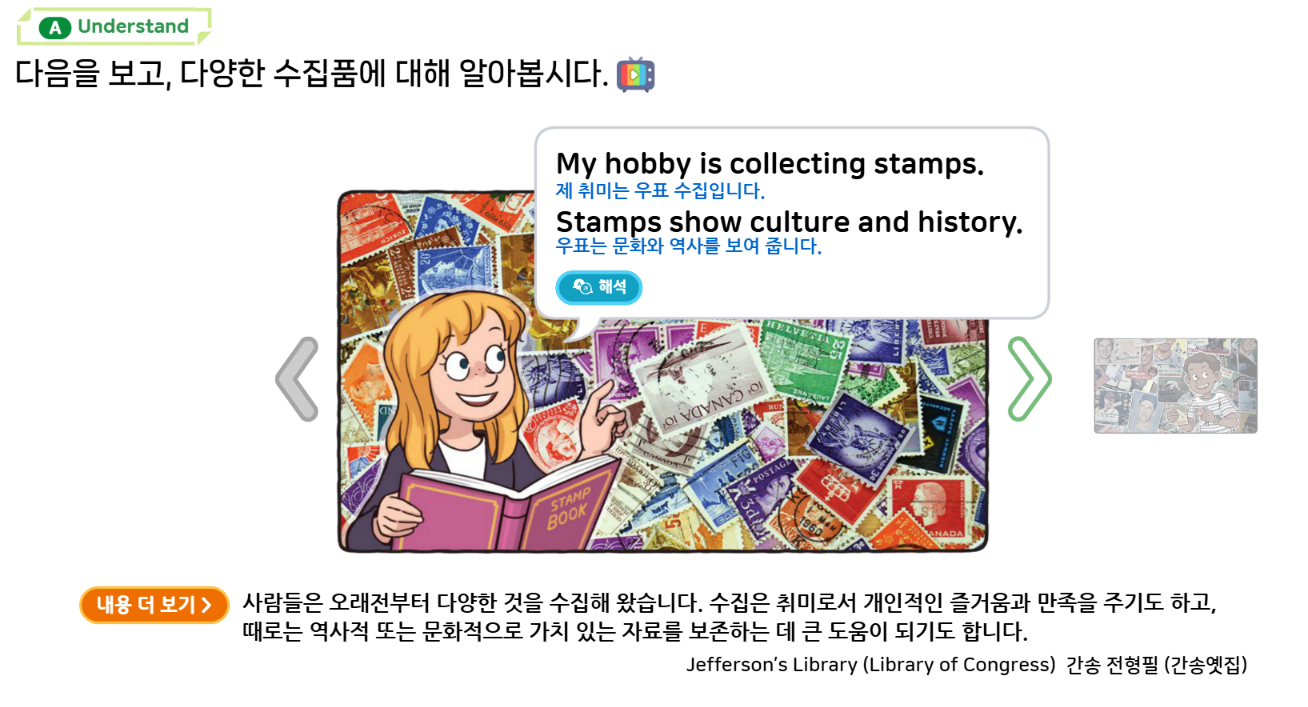 A Understand
다음을 보고, 다양한 수집품에 대해 알아봅시다.
My hobby is collecting stamps.
제 취미는 우표 수집입니다.
Stamps show culture and history.
우표는 문화와 역사를 보여 줍니다.
해석
HELVETIA
CANADA
POSTAG
1960
CANADA
STAMP
BOOK
내용 더 보기
사람들은 오래전부터 다양한 것을 수집해 왔습니다. 수집은 취미로서 개인적인 즐거움과 만족을 주기도 하고,
때로는 역사적 또는 문화적으로 가치 있는 자료를 보존하는 데 큰 도움이 되기도 합니다.
Jefferson's Library (Library of Congress) 간송 전형필 (간송옛집)